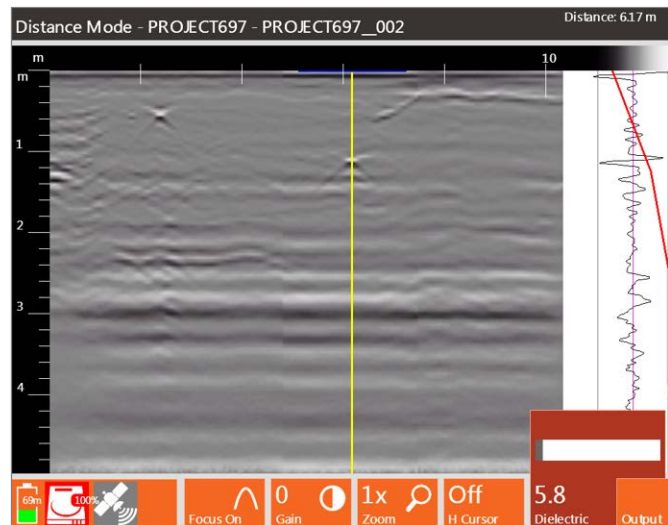 Distance Mode - PROJECT697 - PROJECT697__002
Distance: 6.17 m
m
10
m
1
2
3
4
69m
100%
Focus On
0
Gain
1x
Zoom
Off
H Cursor
5.8
Dielectric
Output